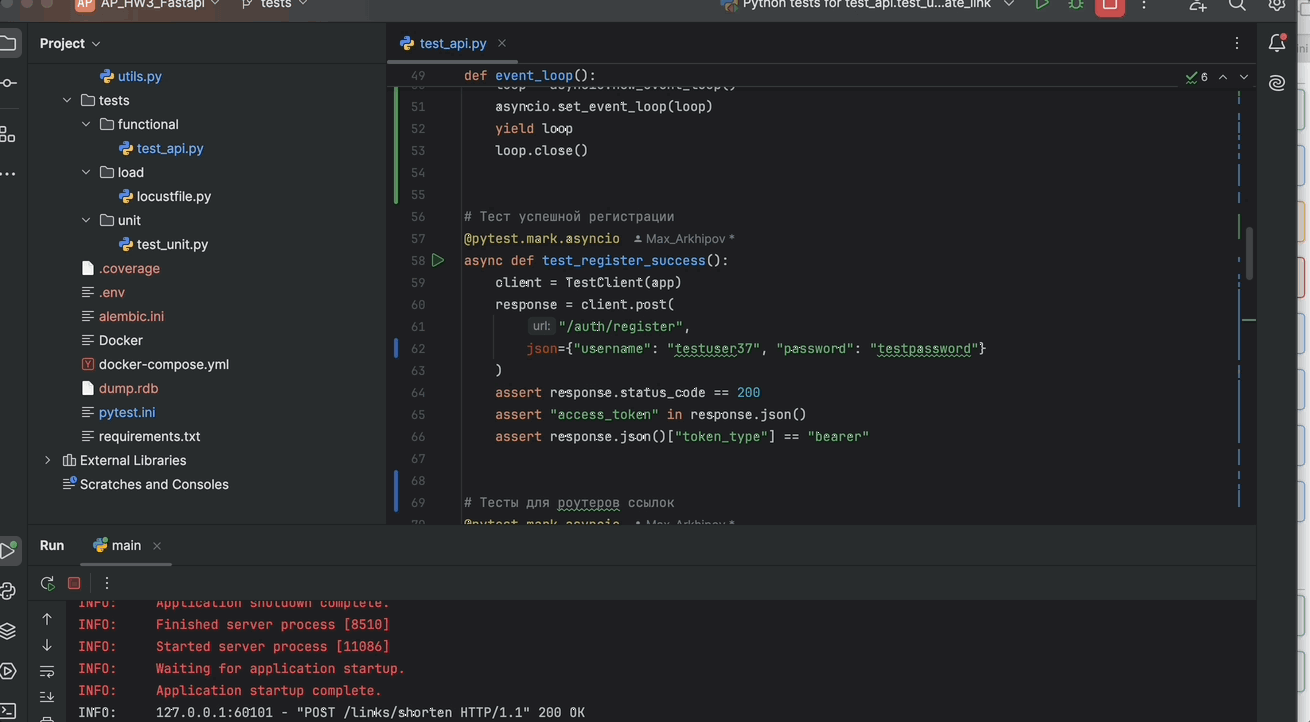 AP AP_HW3_Fastapi tests Python tests for test_api.test_u...ate_link
Project
test_api.py
utils.py
tests
functional
test_api.py
load
locustfile.py
unit
test_unit.py
.coverage
.env
alembic.ini
Docker
docker-compose.yml
dump.rdb
pytest.ini
requirements.txt
External Libraries
Scratches and Consoles
49 def event_loop():
6
51 asyncio.set_event_loop(loop)
52 yield loop
53 loop.close()
54
55
56 # Тест успешной регистрации
57 @pytest.mark.asyncio Max_Arkhipov *
58 async def test_register_success():
59 client = TestClient(app)
60 response = client.post(
61 url: "/auth/register",
62 json={"username": "testuser37", "password": "testpassword"}
63 )
64 assert response.status_code == 200
65 assert "access_token" in response.json()
66 assert response.json()["token_type"] == "bearer"
67
68
69 # Тесты для роутеров ссылок
70 @pytest.mark.asyncio Max_Arkhipov *
Run main
INFO: Application shutdown complete.
INFO: Finished server process [8510]
INFO: Started server process [11086]
INFO: Waiting for application startup.
INFO: Application startup complete.
INFO: 127.0.0.1:60101 - "POST /links/shorten HTTP/1.1" 200 OK